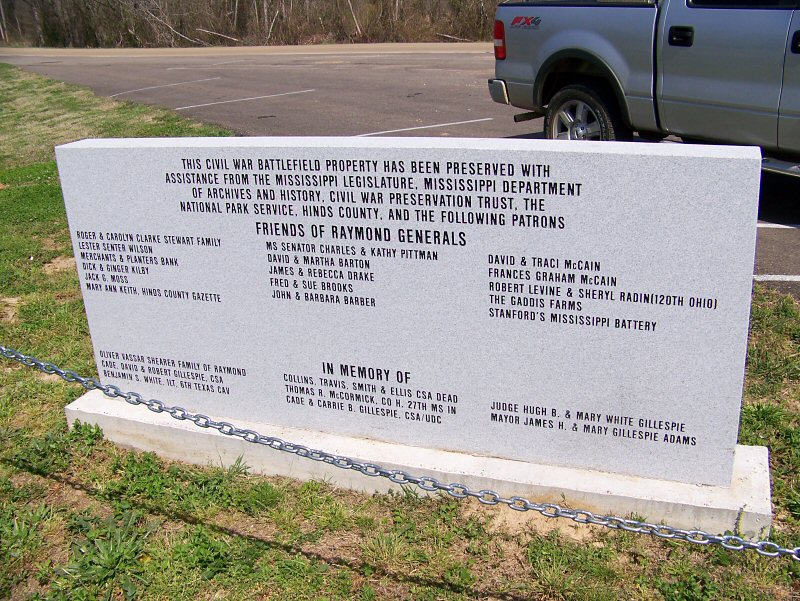 FX4
THIS CIVIL WAR BATTLEFIELD PROPERTY HAS BEEN PRESERVED WITH
ASSISTANCE FROM THE MISSISSIPPI LEGISLATURE, MISSISSIPPI DEPARTMENT
OF ARCHIVES AND HISTORY, CIVIL WAR PRESERVATION TRUST, THE
NATIONAL PARK SERVICE, HINDS COUNTY, AND THE FOLLOWING PATRONS
FRIENDS OF RAYMOND GENERALS
ROGER & CAROLYN CLARKE STEWART FAMILY
LESTER SENTER WILSON
MERCHANTS & PLANTERS BANK
DICK & GINGER KILBY
JACK G. MOSS
MARY ANN KEITH, HINDS COUNTY GAZETTE
MS SENATOR CHARLES & KATHY PITTMAN
DAVID & MARTHA BARTON
JAMES & REBECCA DRAKE
FRED & SUE BROOKS
JOHN & BARBARA BARBER
DAVID & TRACI McCAIN
FRANCES GRAHAM McCAIN
ROBERT LEVINE & SHERYL RADIN(120TH OHIO)
THE GADDIS FARMS
STANFORD'S MISSISSIPPI BATTERY
IN MEMORY OF
OLIVER VASSAR SHEARER FAMILY OF RAYMOND
CADE, DAVID & ROBERT GILLESPIE, CSA
BENJAMIN S. WHITE, 1LT, 6TH TEXAS CAV
COLLINS, TRAVIS, SMITH & ELLIS CSA DEAD
THOMAS R. McCORMICK, CO H. 27TH MS IN
CADE & CARRIE B. GILLESPIE, CSA/UDC
JUDGE HUGH B. & MARY WHITE GILLESPIE
MAYOR JAMES H. & MARY GILLESPIE ADAMS